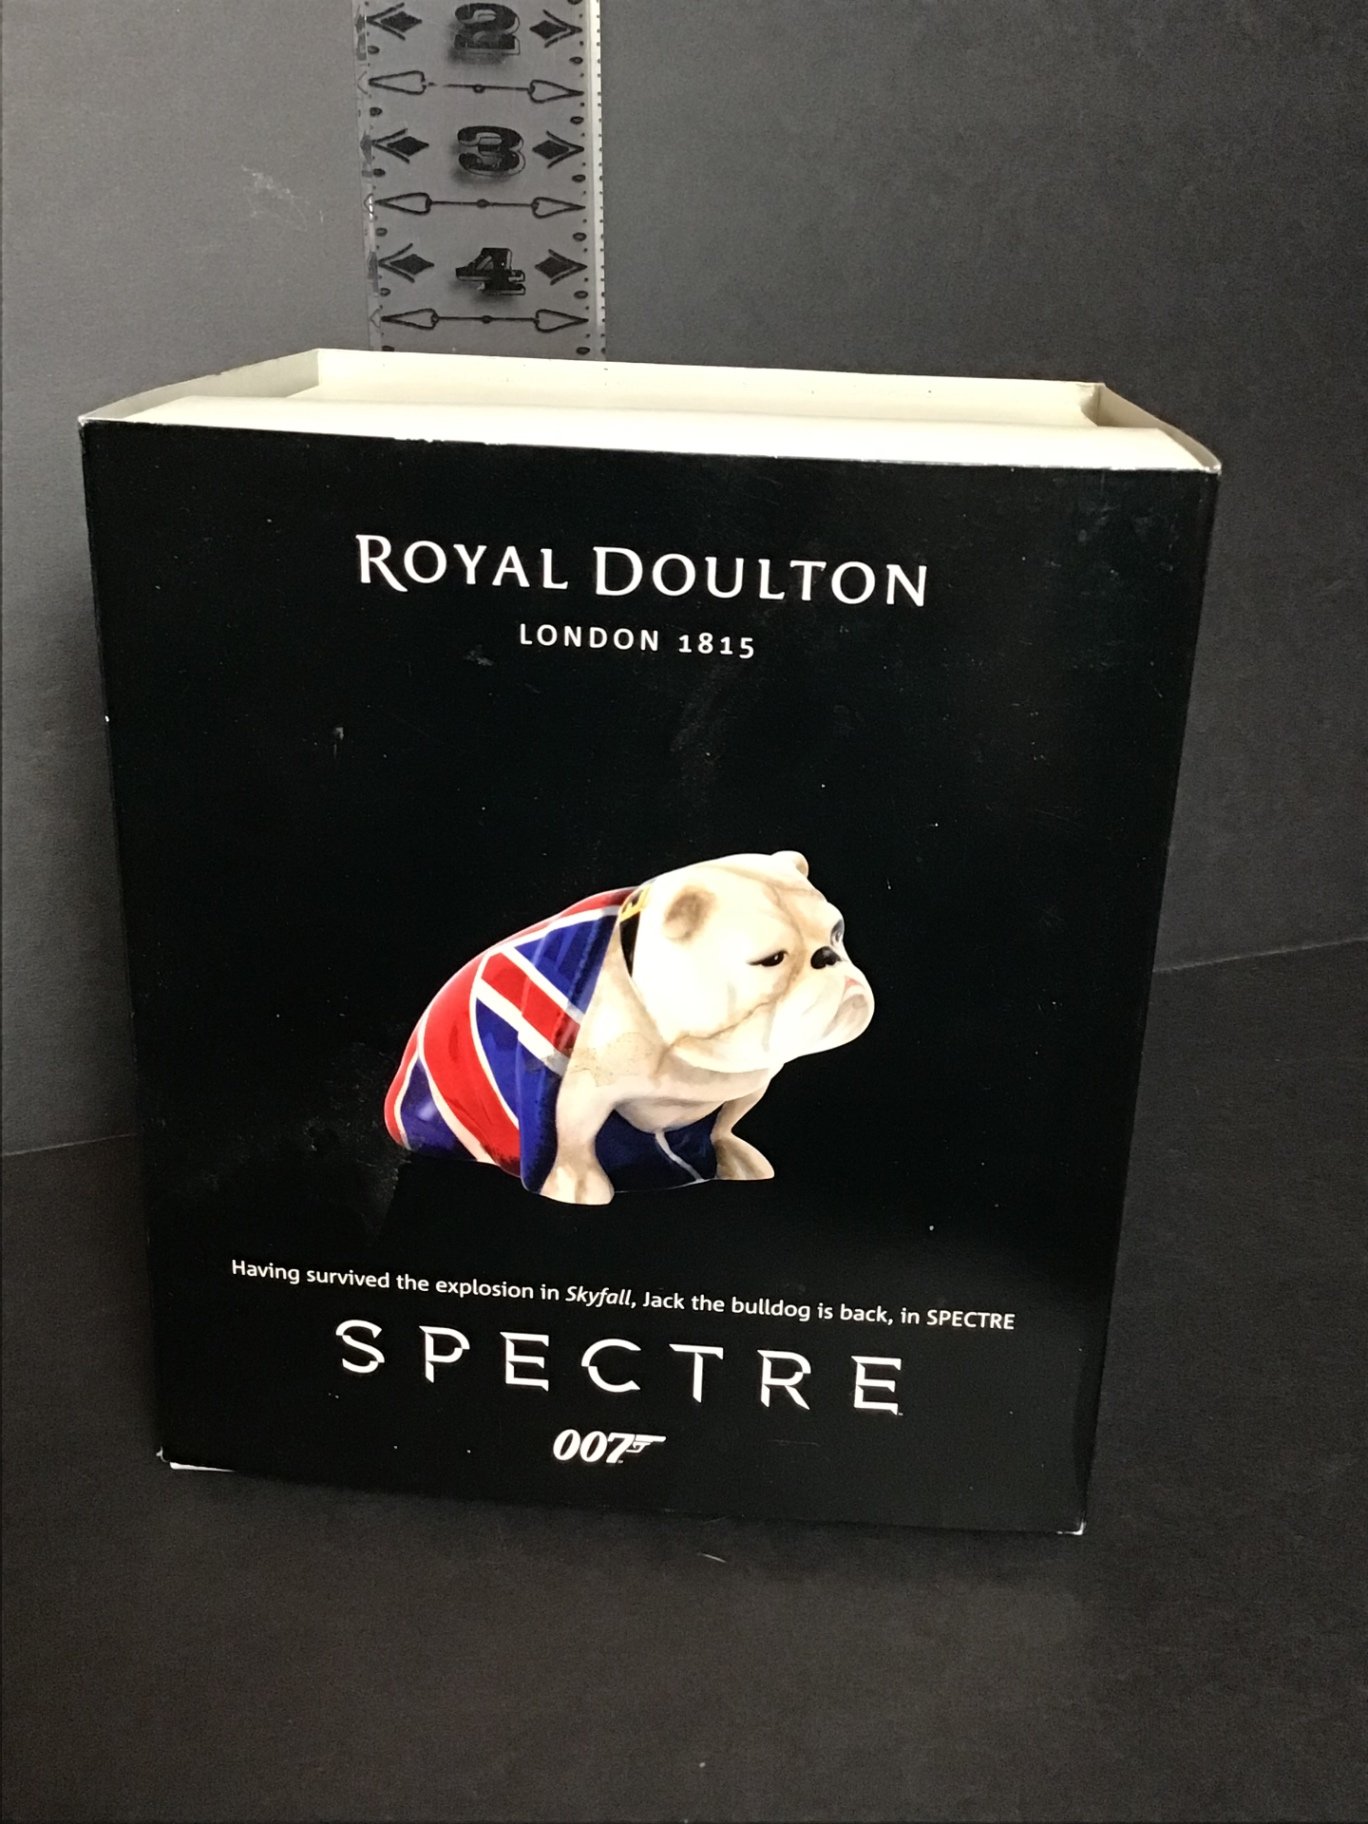 2
3
4
ROYAL DOULTON
LONDON 1815
Having survived the explosion in Skyfall, Jack the bulldog is back, in SPECTRE
SPECTRE
007